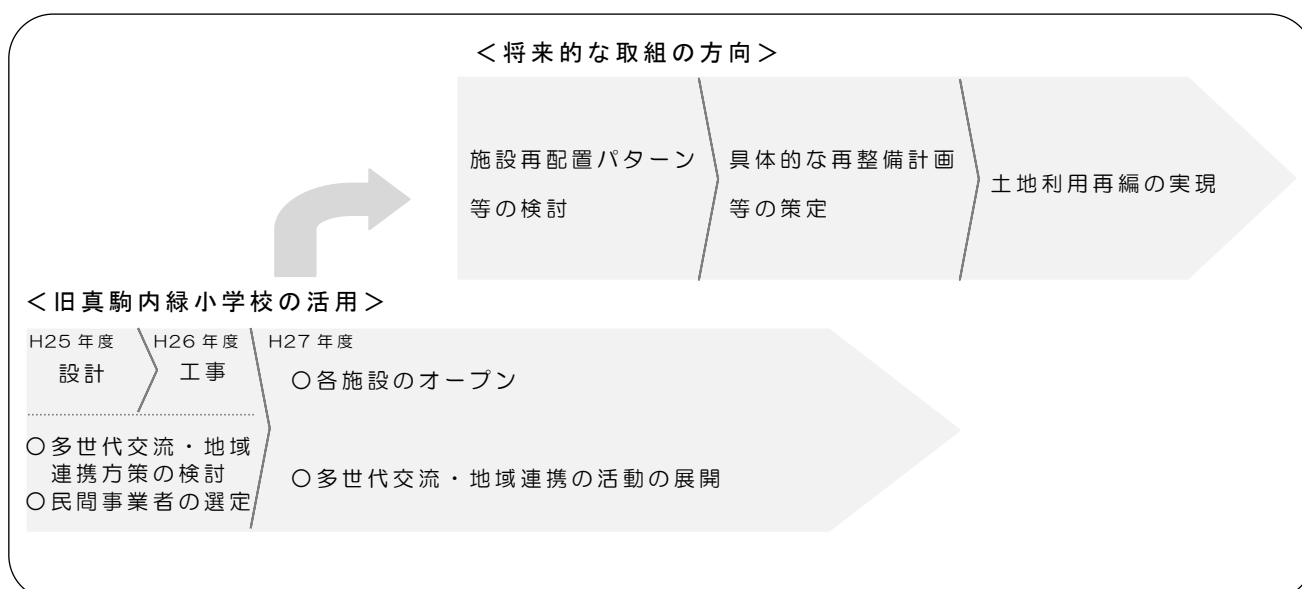 ＜将来的な取組の方向＞
施設再配置パターン
等の検討
具体的な再整備計画
等の策定
土地利用再編の実現
＜旧真駒内緑小学校の活用＞
H25年度
設計
H26年度
工事
H27年度
○各施設のオープン
○多世代交流・地域
連携方策の検討
○民間事業者の選定
○多世代交流・地域連携の活動の展開